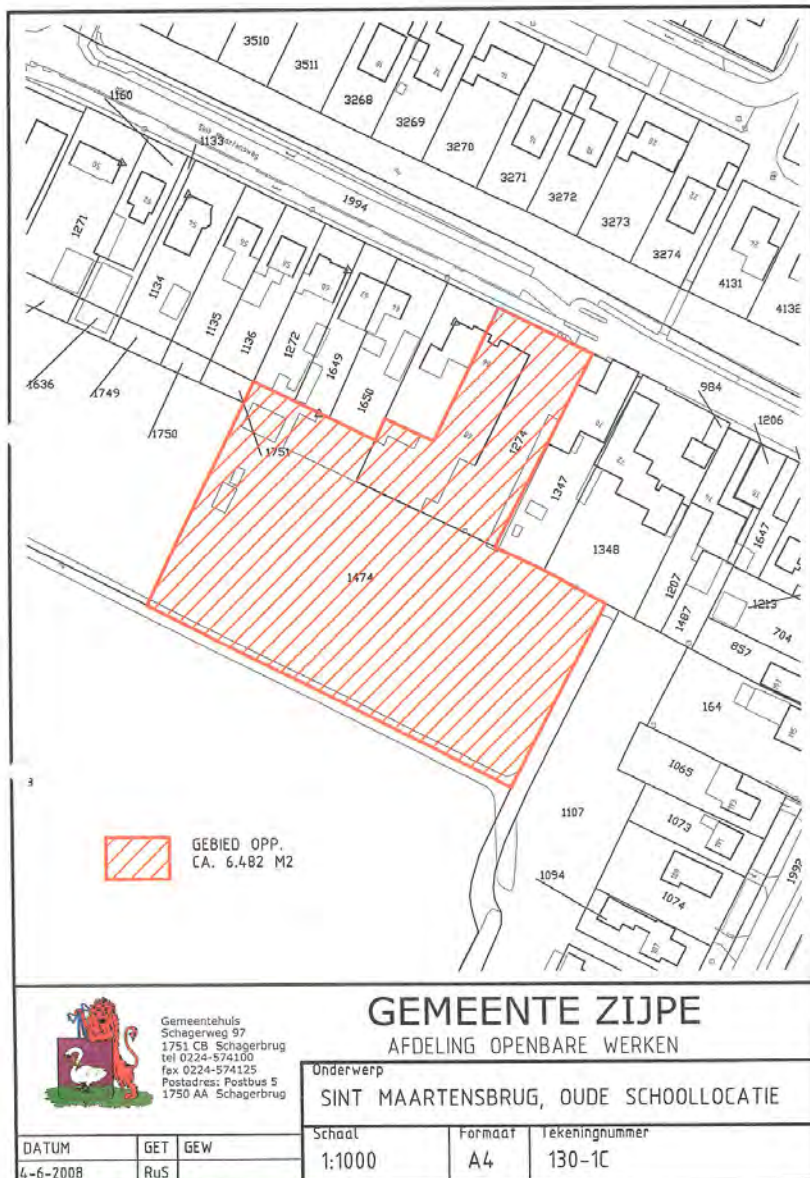 3510
3511
3268
3269
3270
3271
3272
3273
3274
4131
4132
1160
1133
1994
1271
1134
1135
1136
1272
1649
1650
1636
1749
1750
1751
1274
1347
1348
984
1206
1647
1207
1487
1213
704
857
164
1474
1065
1073
1074
1107
1094
1992
GEBIED OPP.
CA. 6.482 M2
Gemeentehuis
Schagerweg 97
1751 CB Schagerbrug
tel 0224-574100
fax 0224-574125
Postadres: Postbus 5
1750 AA Schagerbrug
GEMEENTE ZIJPE
AFDELING OPENBARE WERKEN
Onderwerp
SINT MAARTENSBRUG, OUDE SCHOOLLOCATIE
DATUM GET GEW
4-6-2008 RuS
Schaal Formaat Tekeningnummer
1:1000 A4 130-1C